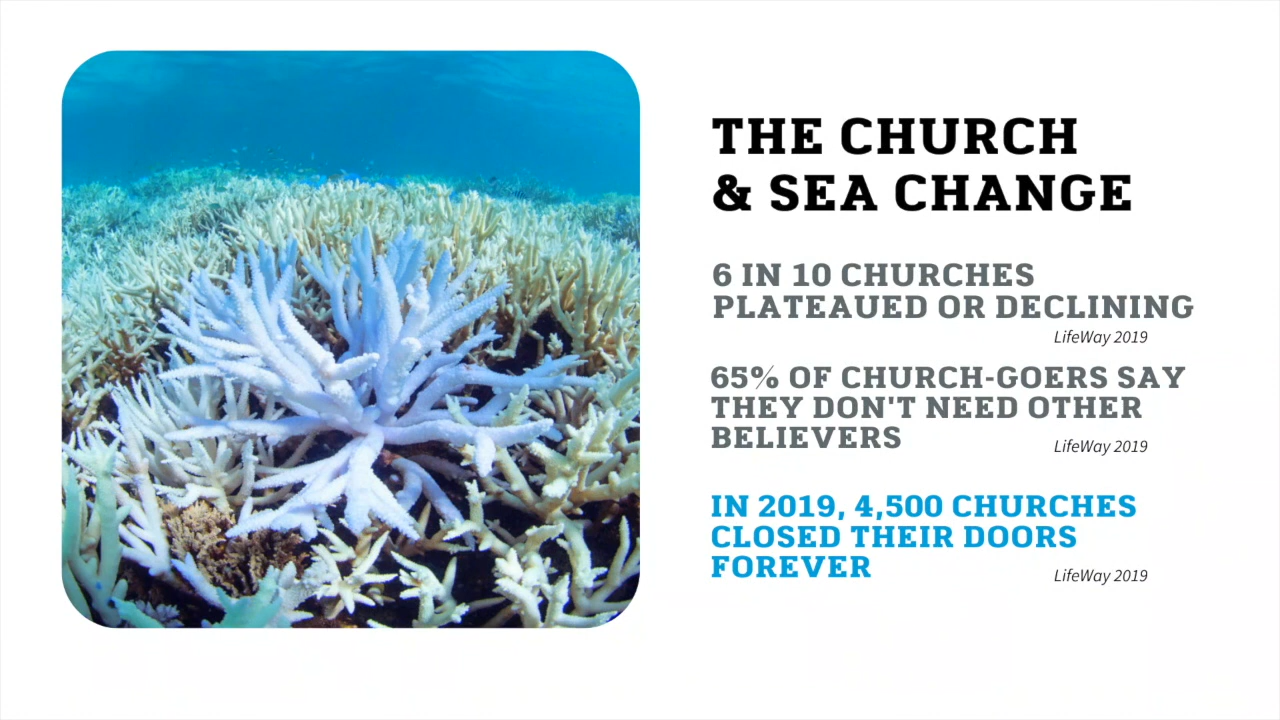 THE CHURCH
& SEA CHANGE
6 IN 10 CHURCHES
PLATEAUED OR DECLINING
LifeWay 2019
65% OF CHURCH-GOERS SAY
THEY DON'T NEED OTHER
BELIEVERS
LifeWay 2019
IN 2019, 4,500 CHURCHES
CLOSED THEIR DOORS
FOREVER
LifeWay 2019